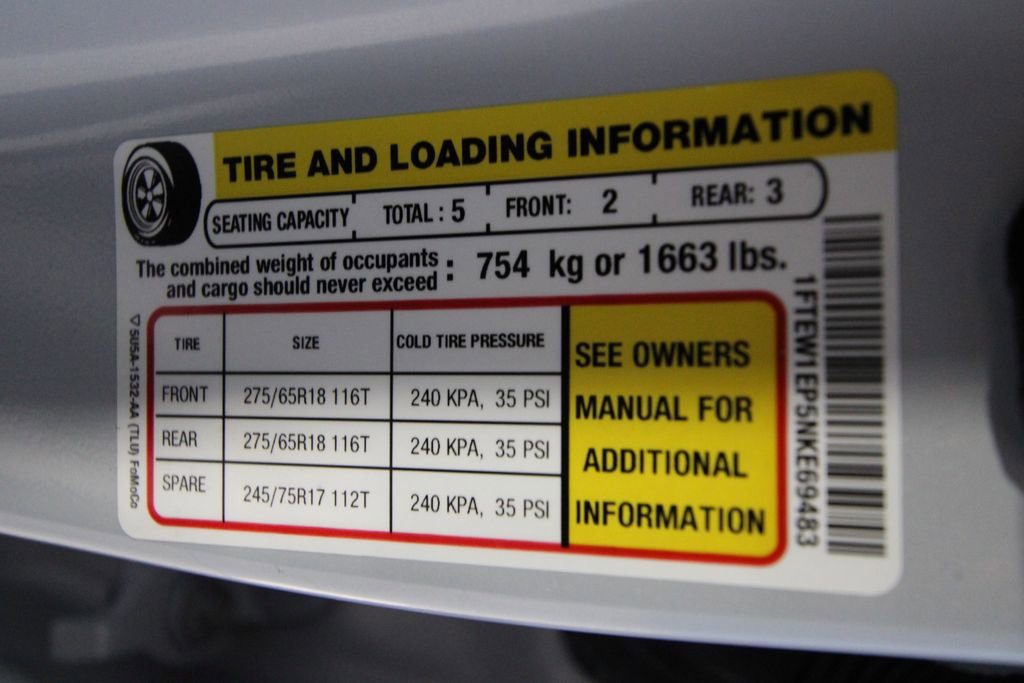 TIRE AND LOADING INFORMATION
SEATING CAPACITY TOTAL : 5 FRONT: 2 REAR: 3
The combined weight of occupants
and cargo should never exceed : 754 kg or 1663 lbs.
TIRE SIZE COLD TIRE PRESSURE
FRONT 275/65R18 116T 240 KPA, 35 PSI
REAR 275/65R18 116T 240 KPA, 35 PSI
SPARE 245/75R17 112T 240 KPA, 35 PSI
SEE OWNERS
MANUAL FOR
ADDITIONAL
INFORMATION
1FTEW1EP5NKE69483
▽ 5U5A-1532-AA (TLU) FoMoCo